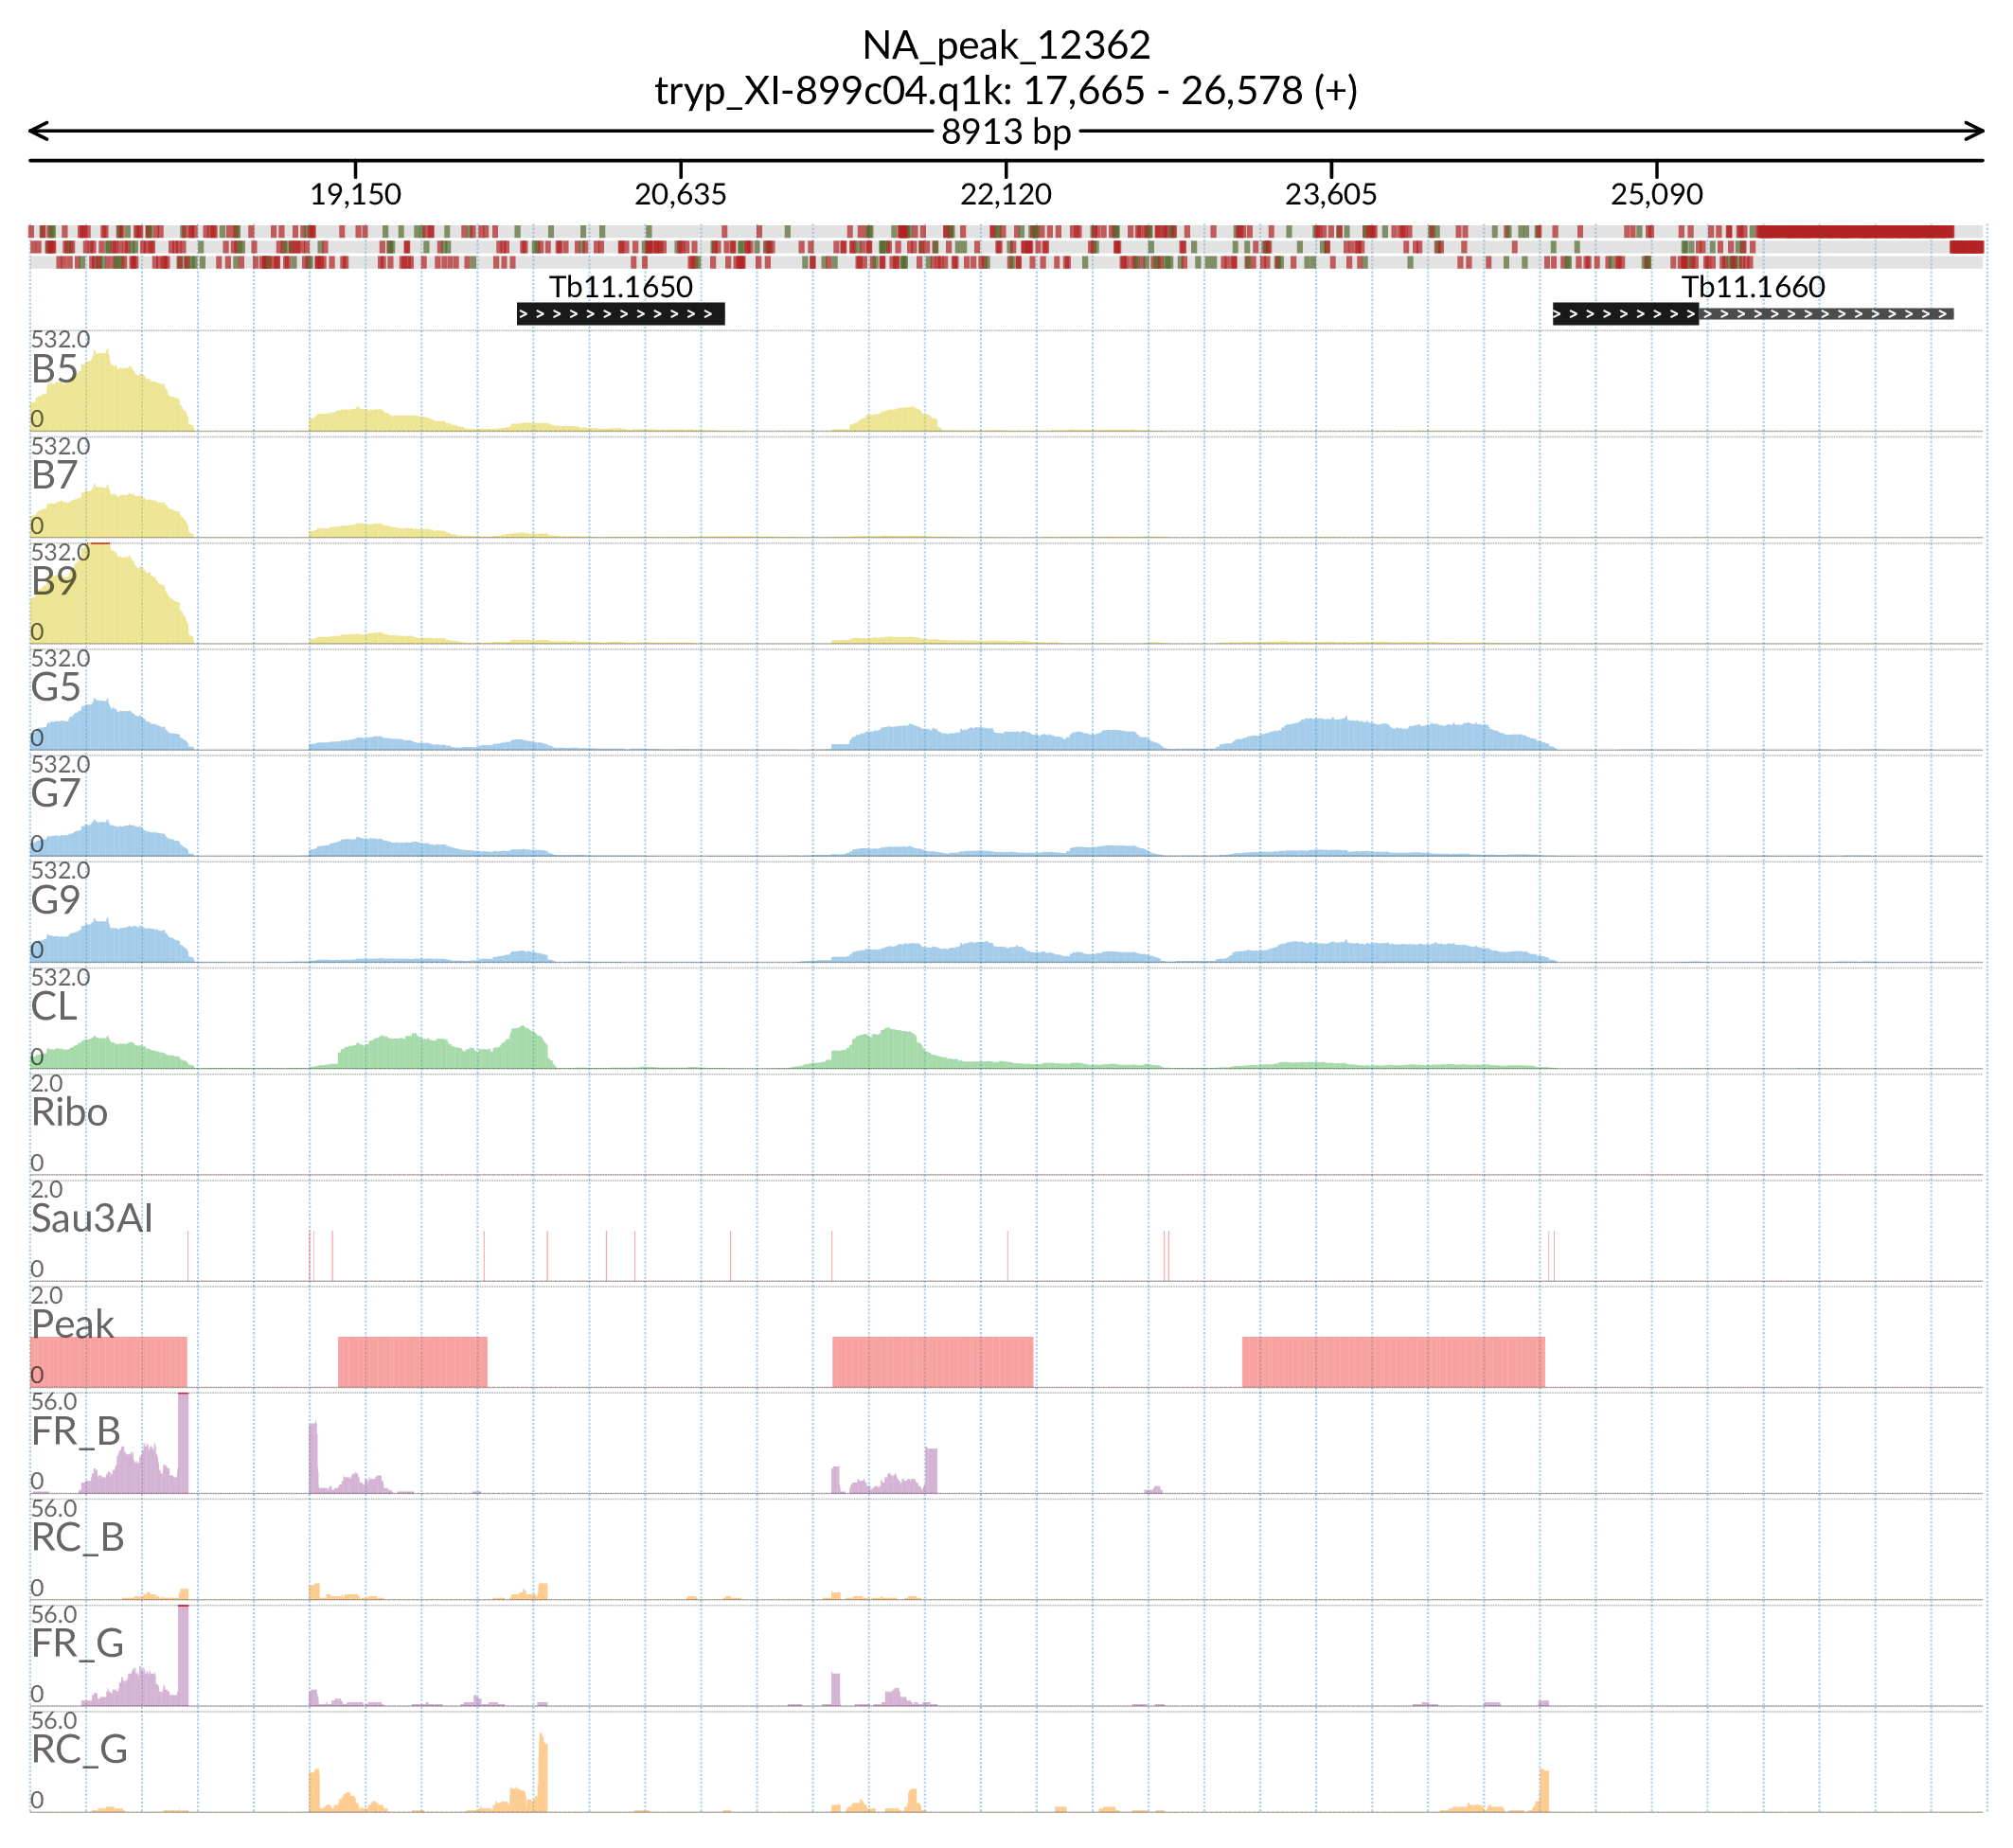 NA_peak_12362
tryp_XI-899c04.q1k: 17,665 - 26,578 (+)
8913 bp
19,150 20,635 22,120 23,605 25,090
Tb11.1650 Tb11.1660
532.0
B5
0
532.0
B7
0
532.0
B9
0
532.0
G5
0
532.0
G7
0
532.0
G9
0
532.0
CL
0
2.0
Ribo
0
2.0
Sau3AI
0
2.0
Peak
0
56.0
FR_B
0
56.0
RC_B
0
56.0
FR_G
0
56.0
RC_G
0